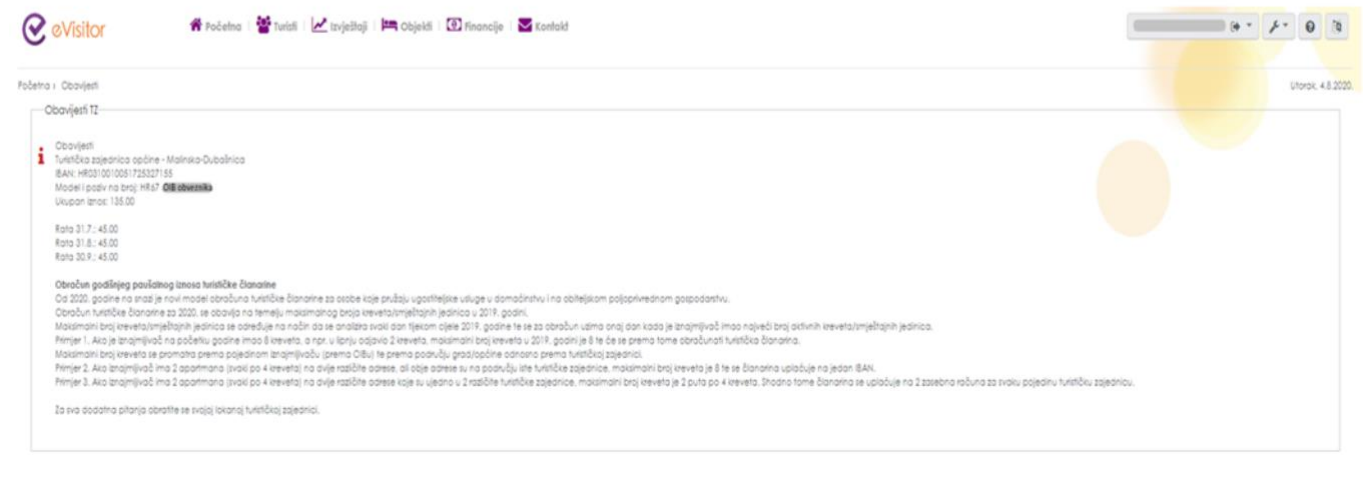 eVisitor
Početna Turisti Izvještaji Objekti Financije Kontakt
Početna › Obavijesti
Utorak, 4.8.2020.
Obavijesti TZ
Obavijesti
Turistička zajednica općine - Malinska-Dubašnica
IBAN: HR0310010051725327155
Model i poziv na broj: HR67 OIB obveznika
Ukupan iznos: 135.00
Rata 31.7.: 45.00
Rata 31.8.: 45.00
Rata 30.9.: 45.00
Obračun godišnjeg paušalnog iznosa turističke članarine
Od 2020. godine na snazi je novi model obračuna turističke članarine za osobe koje pružaju ugostiteljske usluge u domaćinstvu i na obiteljskom poljoprivrednom gospodarstvu.
Obračun turističke članarine za 2020. se obavlja na temelju maksimalnog broja kreveta/smještajnih jedinica u 2019. godini.
Maksimalni broj kreveta/smještajnih jedinica se određuje na način da se analizira svaki dan tijekom cijele 2019. godine te se za obračun uzima onaj dan kada je iznajmljivač imao najveći broj aktivnih kreveta/smještajnih jedinica.
Primjer 1. Ako je iznajmljivač na početku godine imao 8 kreveta, a npr. u lipnju odjavio 2 kreveta, maksimalni broj kreveta u 2019. godini je 8 te će se prema tome obračunati turistička članarina.
Maksimalni broj kreveta se promatra prema pojedinom iznajmljivaču (prema OIBu) te prema području grad/općine odnosno prema turističkoj zajednici.
Primjer 2. Ako iznajmljivač ima 2 apartmana (svaki po 4 kreveta) na dvije različite adrese, ali obje adrese su na području iste turističke zajednice, maksimalni broj kreveta je 8 te se članarina uplaćuje na jedan IBAN.
Primjer 3. Ako iznajmljivač ima 2 apartmana (svaki po 4 kreveta) na dvije različite adrese koje su ujedno u 2 različite turističke zajednice, maksimalni broj kreveta je 2 puta po 4 kreveta. Shodno tome članarina se uplaćuje na 2 zasebna računa za svaku pojedinu turističku zajednicu.
Za sva dodatna pitanja obratite se svojoj lokanoj turističkoj zajednici.